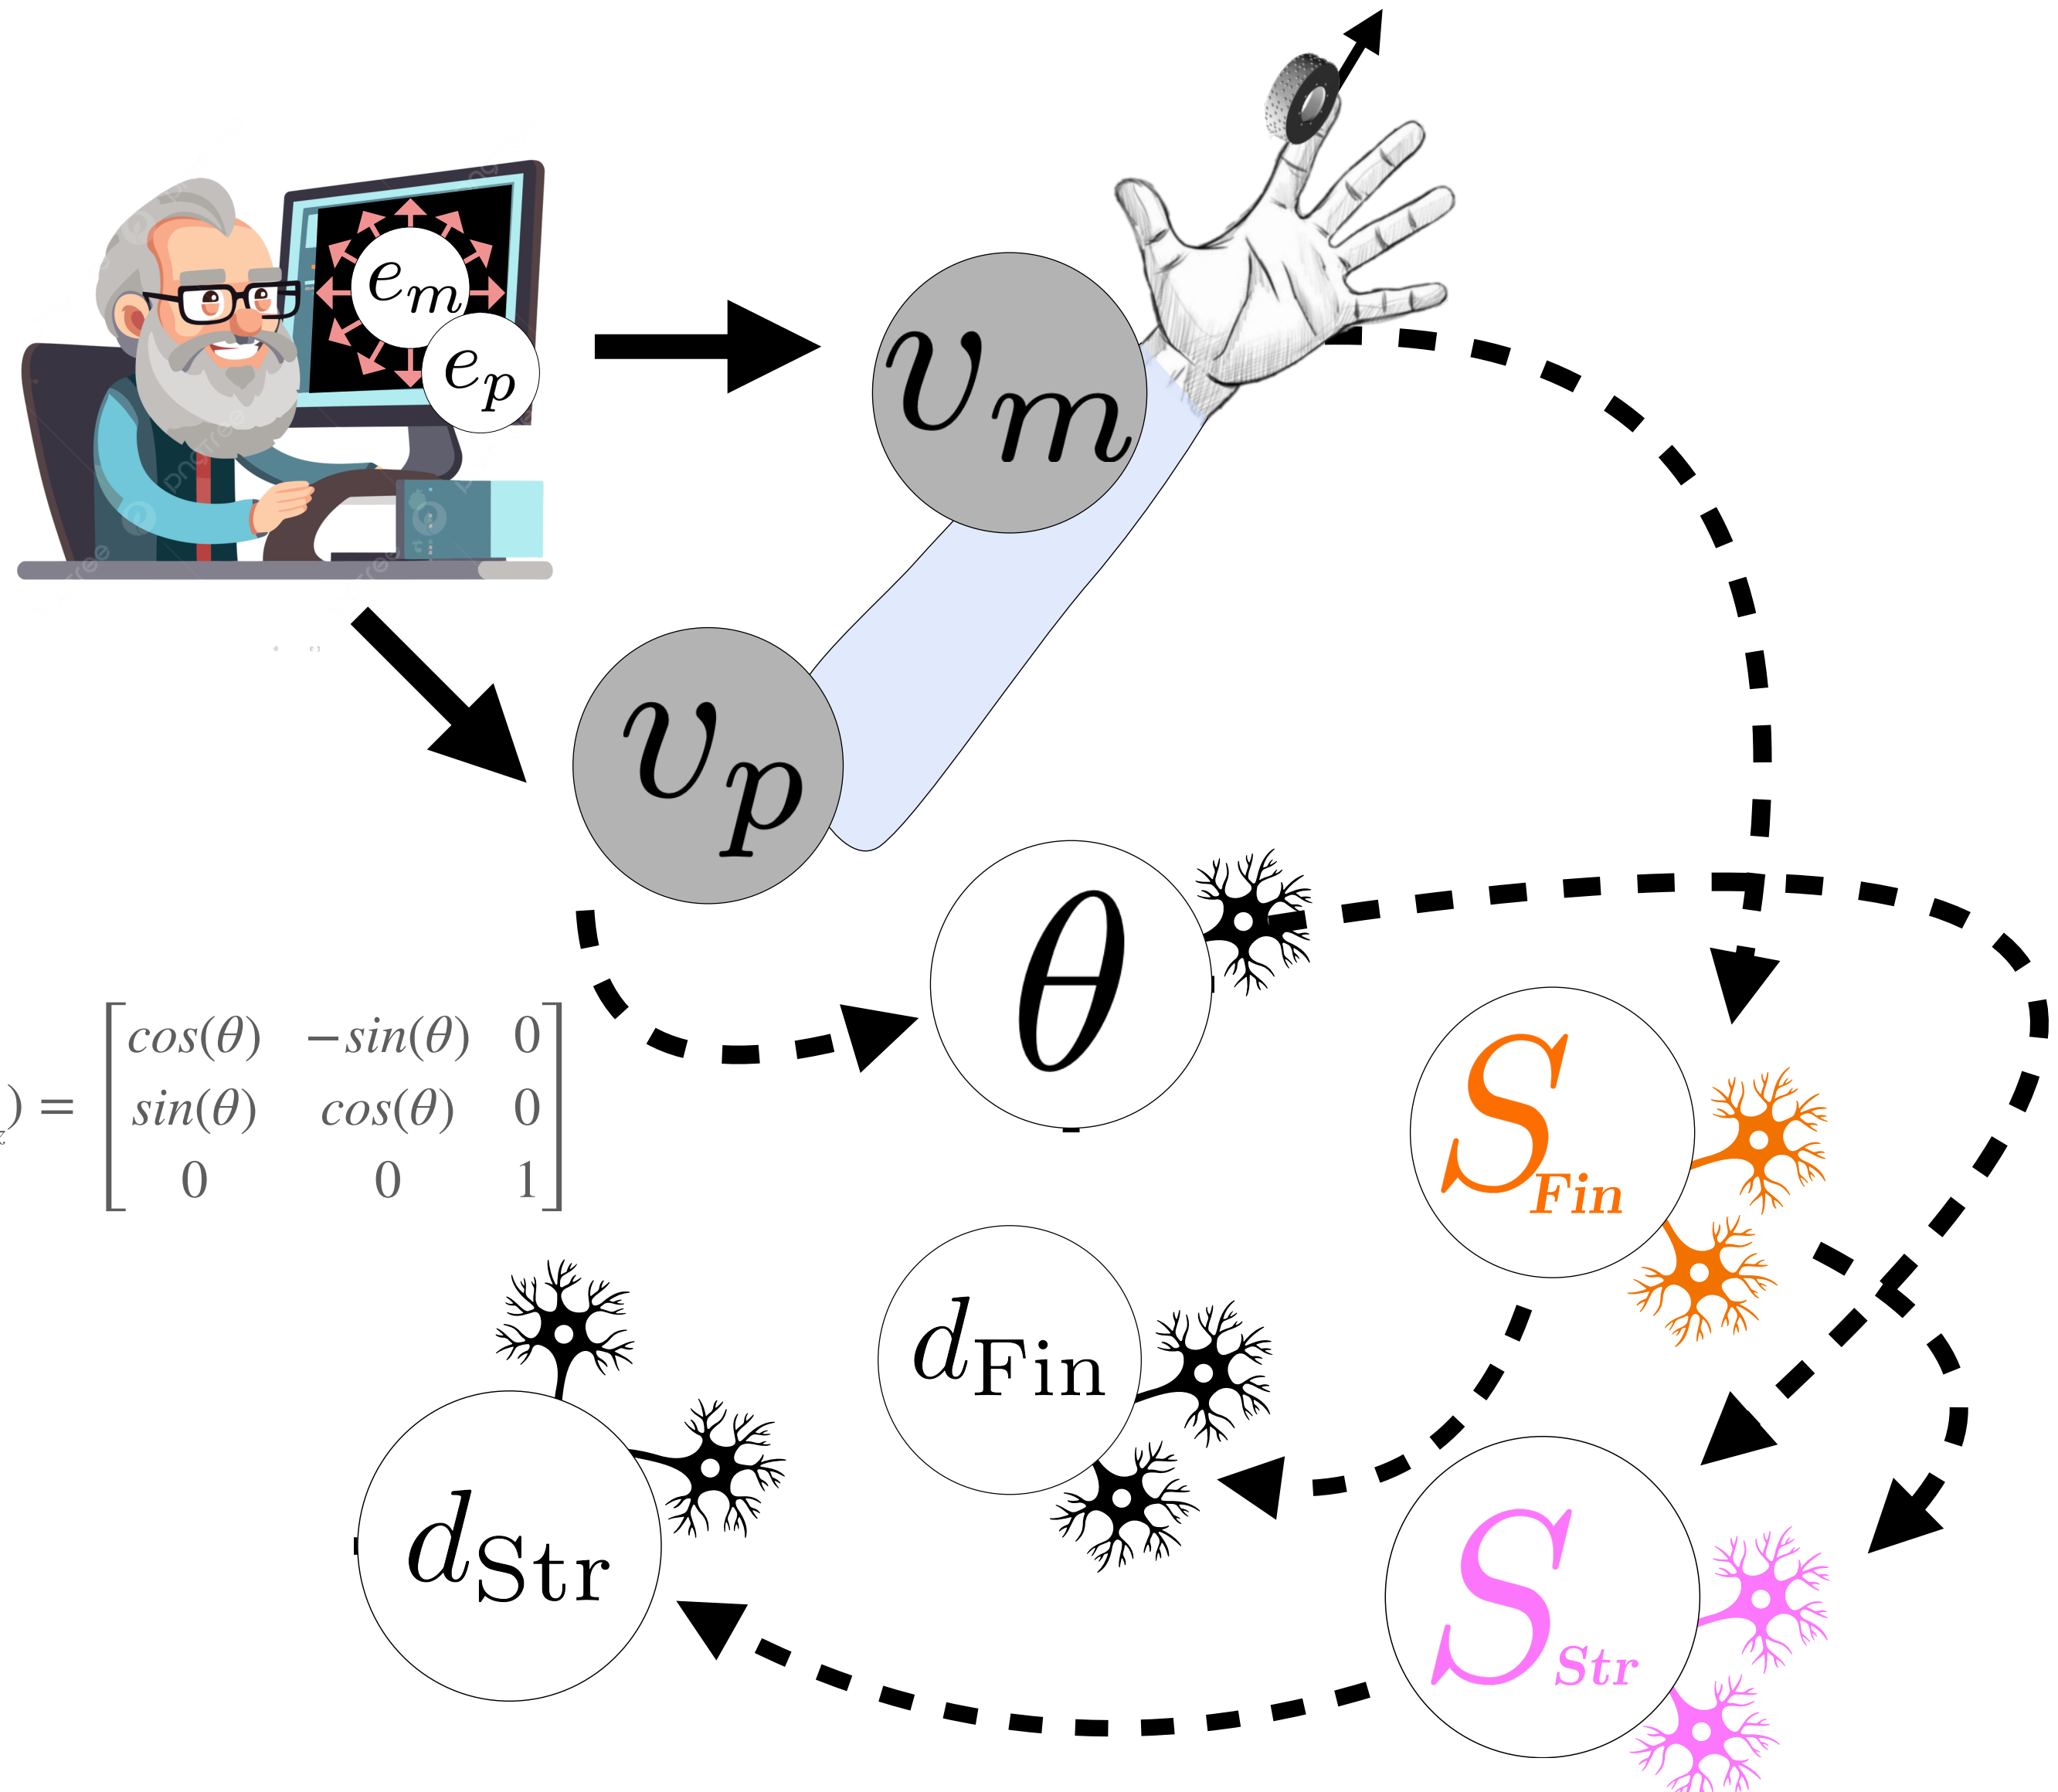 e_m
e_p
v_m
v_p
θ
) = [ cos(θ) −sin(θ) 0
sin(θ) cos(θ) 0
0 0 1 ]
S_Fin
d_Fin
d_Str
S_Str